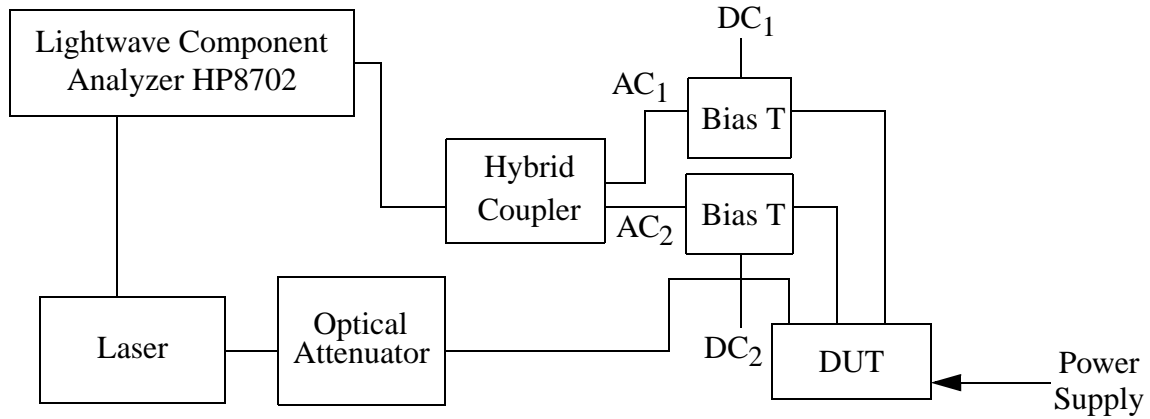 Lightwave Component
Analyzer HP8702
DC1
AC1
Bias T
Hybrid
Coupler
AC2
Bias T
DC2
Laser
Optical
Attenuator
DUT
Power
Supply